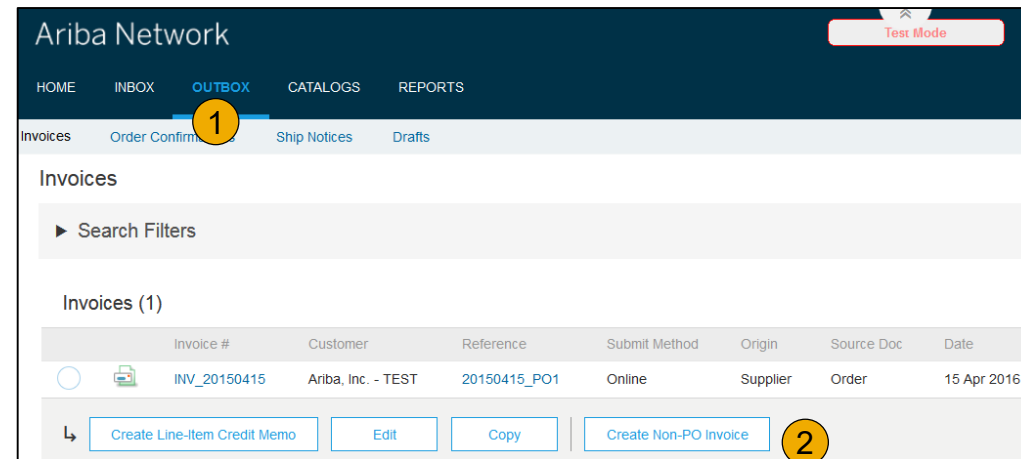 Ariba Network
Test Mode
HOME INBOX OUTBOX CATALOGS REPORTS
1
Invoices Order Ship Notices Drafts
Invoices
► Search Filters
Invoices (1)
Invoice # Customer Reference Submit Method Origin Source Doc Date
INV_20150415 Ariba, Inc. - TEST 20150415_PO1 Online Supplier Order 15 Apr 2016
↳ Create Line-Item Credit Memo Edit Copy Create Non-PO Invoice
2